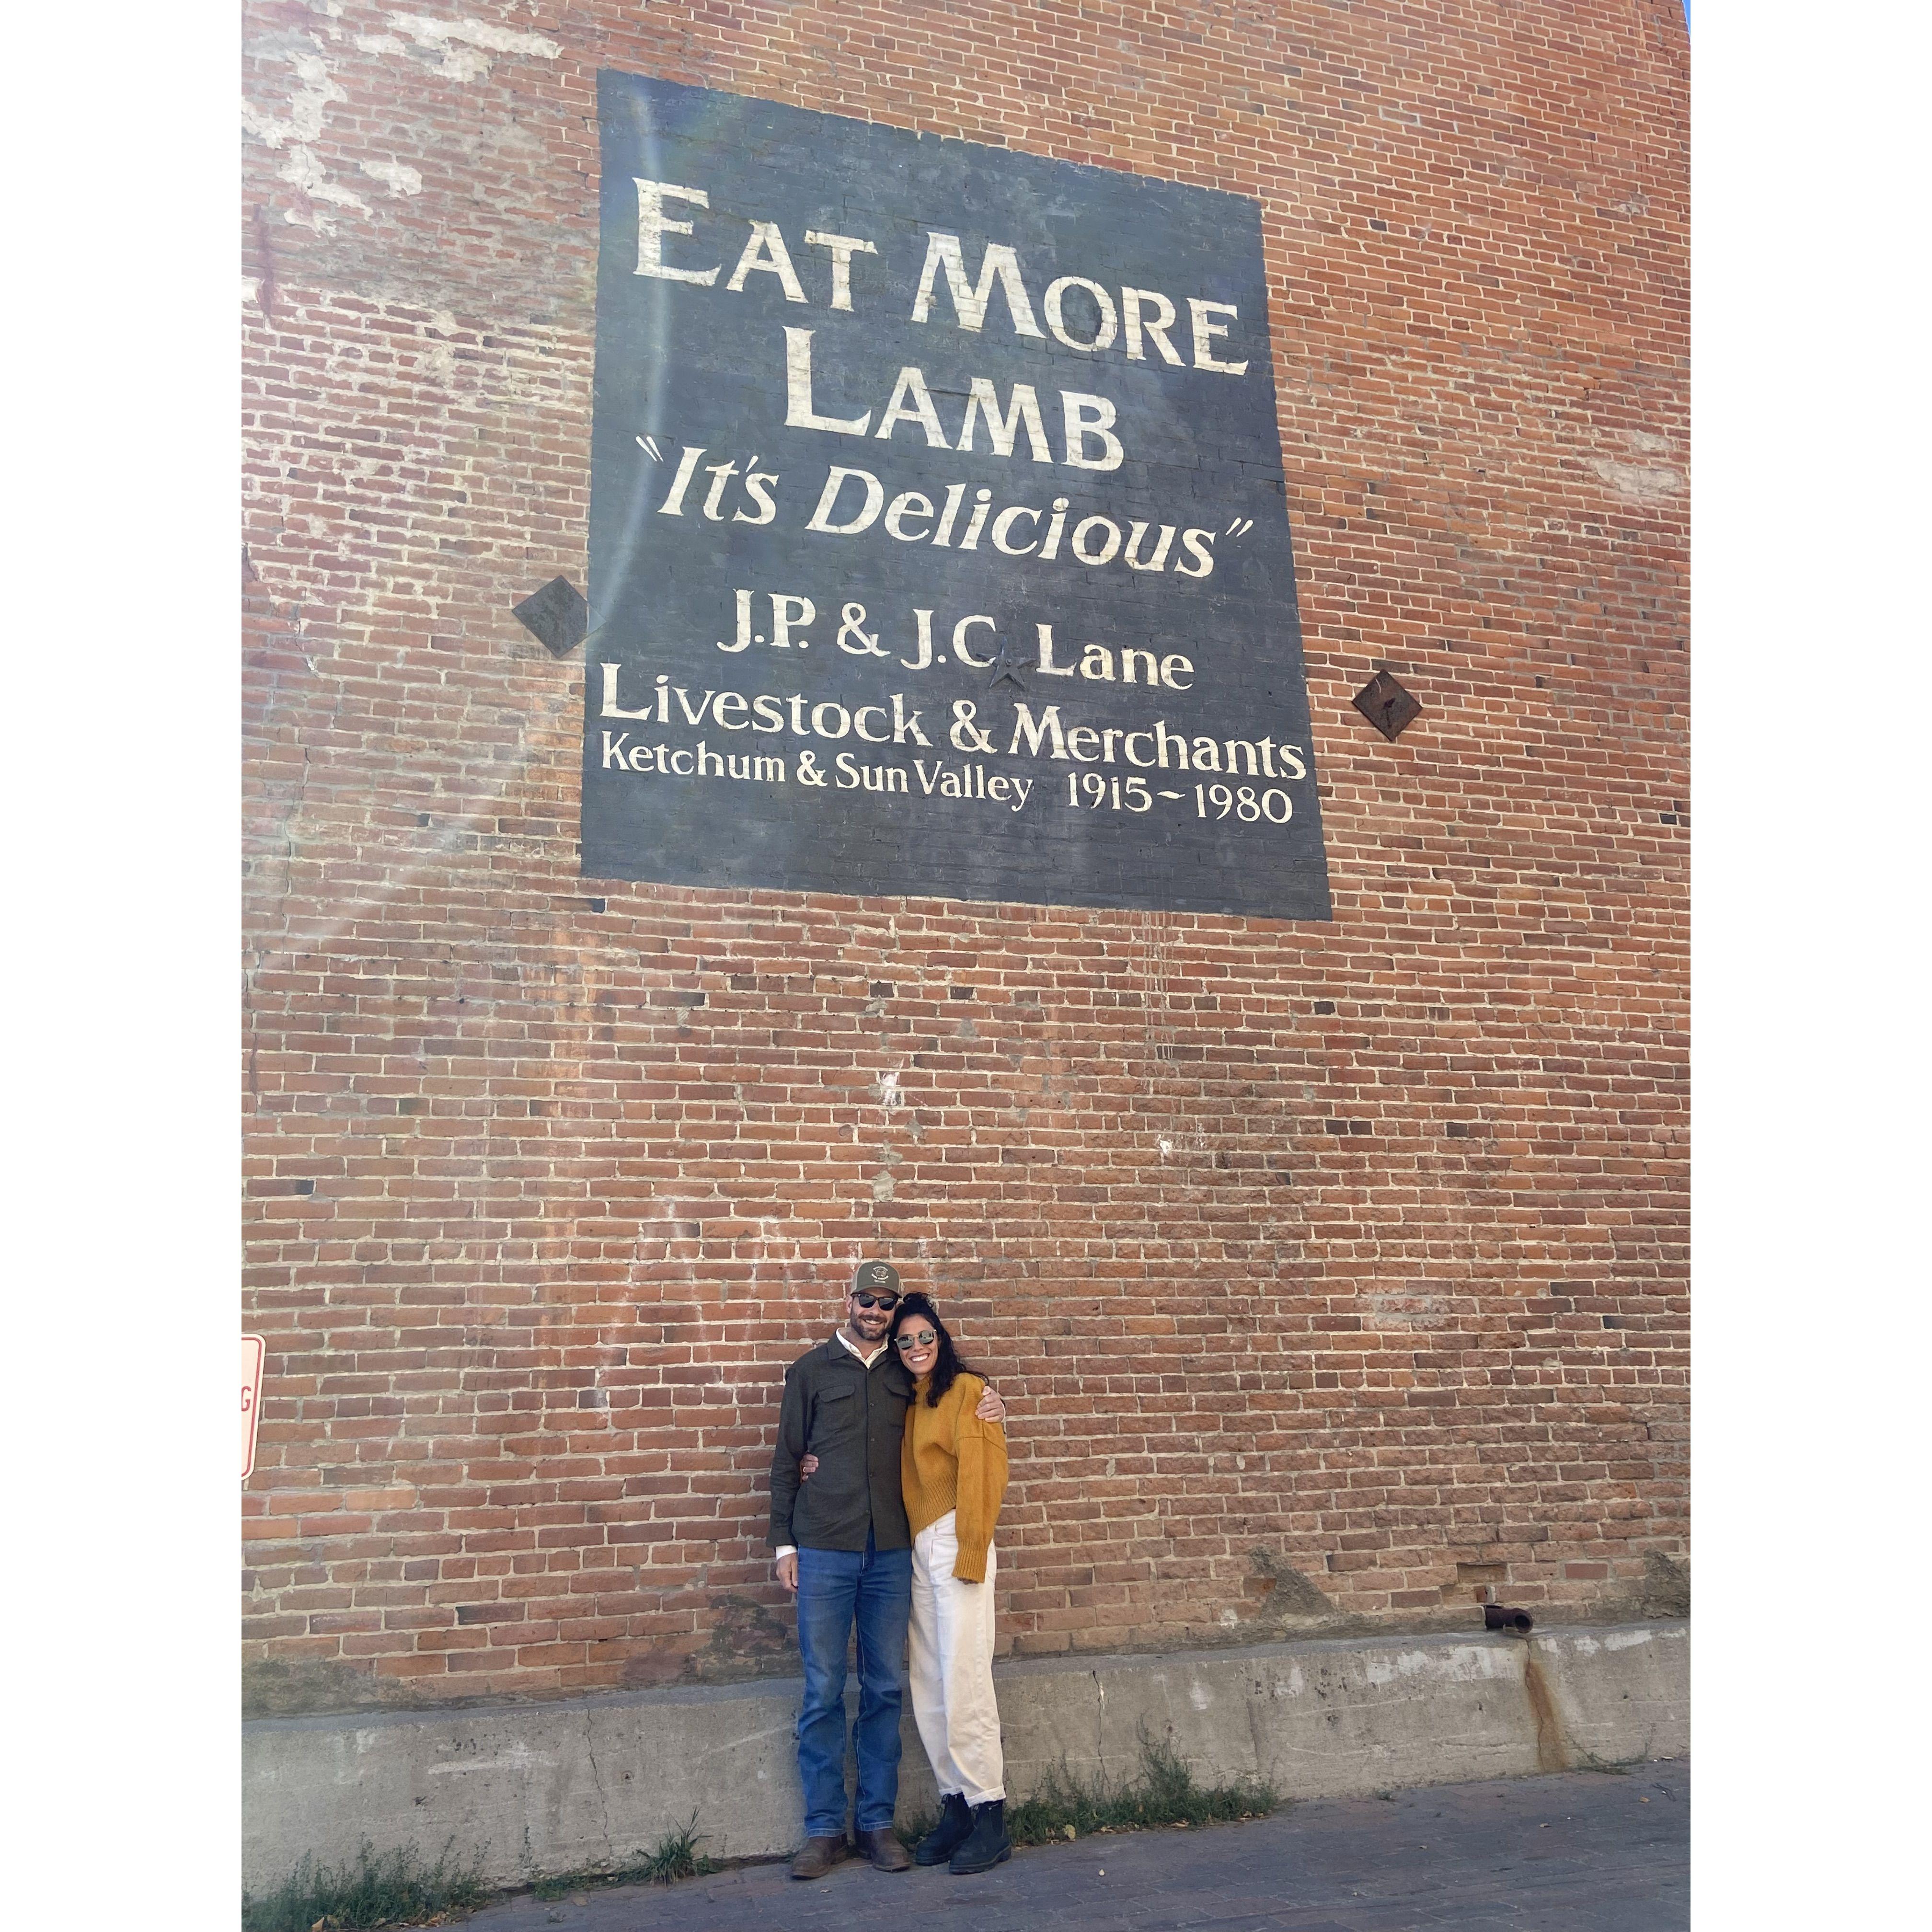 EAT MORE
LAMB
"It's Delicious"
J.P. & J.C. Lane
Livestock & Merchants
Ketchum & Sun Valley 1915~1980
G